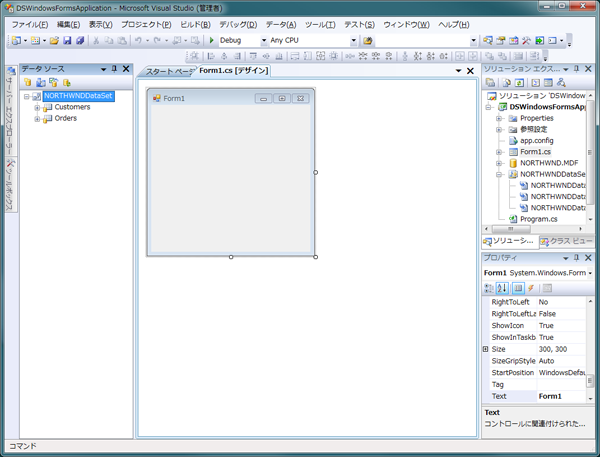 DSWindowsFormsApplication - Microsoft Visual Studio (管理者)
ファイル(F) 編集(E) 表示(V) プロジェクト(P) ビルド(B) デバッグ(D) データ(A) ツール(T) テスト(S) ウィンドウ(W) ヘルプ(H)
Debug Any CPU
サーバー エクスプローラー
ツールボックス
データ ソース
NORTHWNDDataSet
Customers
Orders
スタート ページ Form1.cs [デザイン]
Form1
ソリューション エクス...
ソリューション 'DSWindowsForms
DSWindowsFormsApp
Properties
参照設定
app.config
Form1.cs
NORTHWND.MDF
NORTHWNDDataSe
NORTHWNDData
NORTHWNDData
NORTHWNDData
Program.cs
ソリューシ... クラス ビュー
プロパティ
Form1 System.Windows.Form
RightToLeft No
RightToLeftLa False
ShowIcon True
ShowInTaskb True
Size 300, 300
SizeGripStyle Auto
StartPosition WindowsDefau
Tag
Text Form1
Text
コントロールに関連付けられた...
コマンド